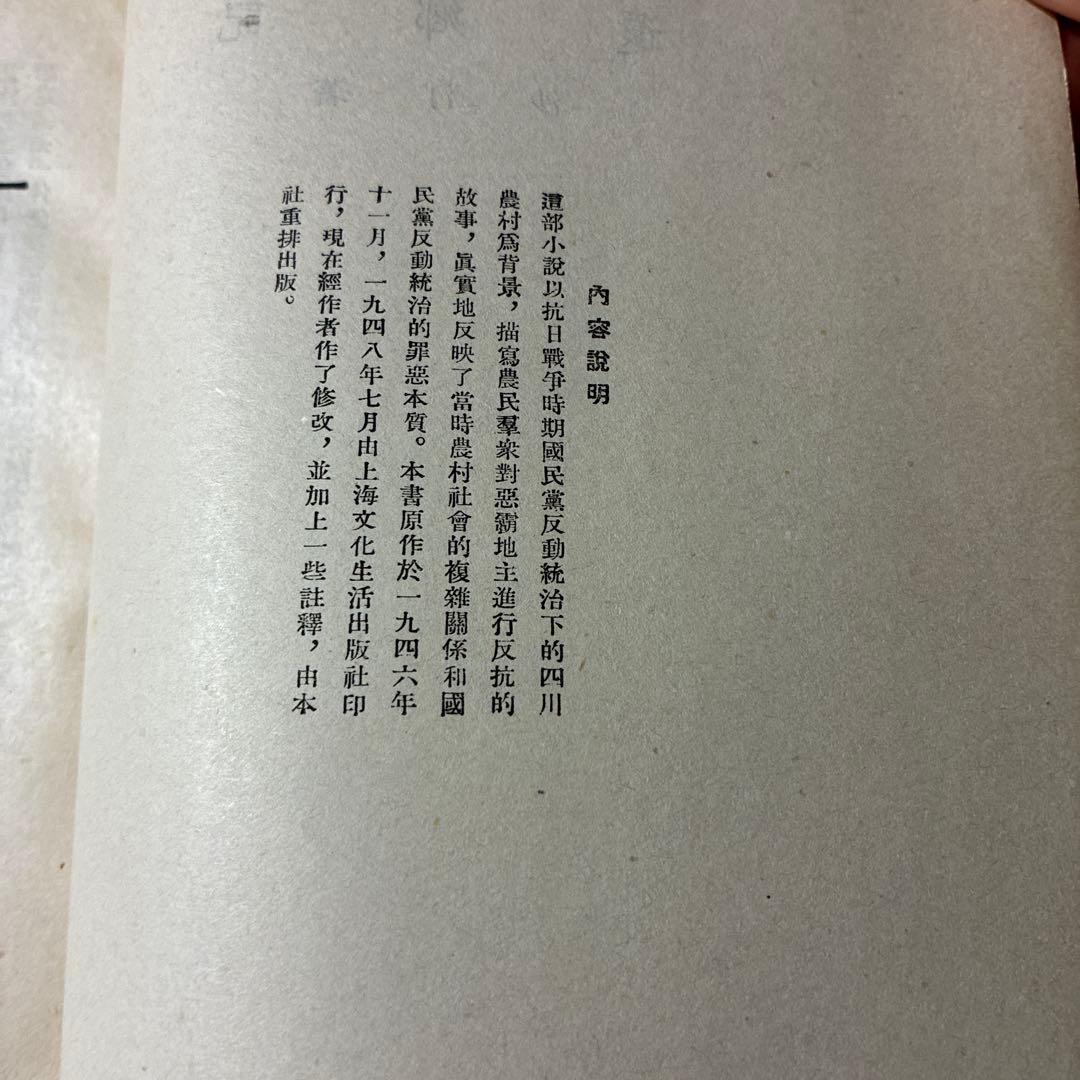 內容說明
這部小說以抗日戰爭時期國民黨反動統治下的四川
農村爲背景，描寫農民羣衆對惡霸地主進行反抗的
故事，眞實地反映了當時農村社會的複雜關係和國
民黨反動統治的罪惡本質。本書原作於一九四六年
十一月，一九四八年七月由上海文化生活出版社印
行，現在經作者作了修改，並加上一些註釋，由本
社重排出版。